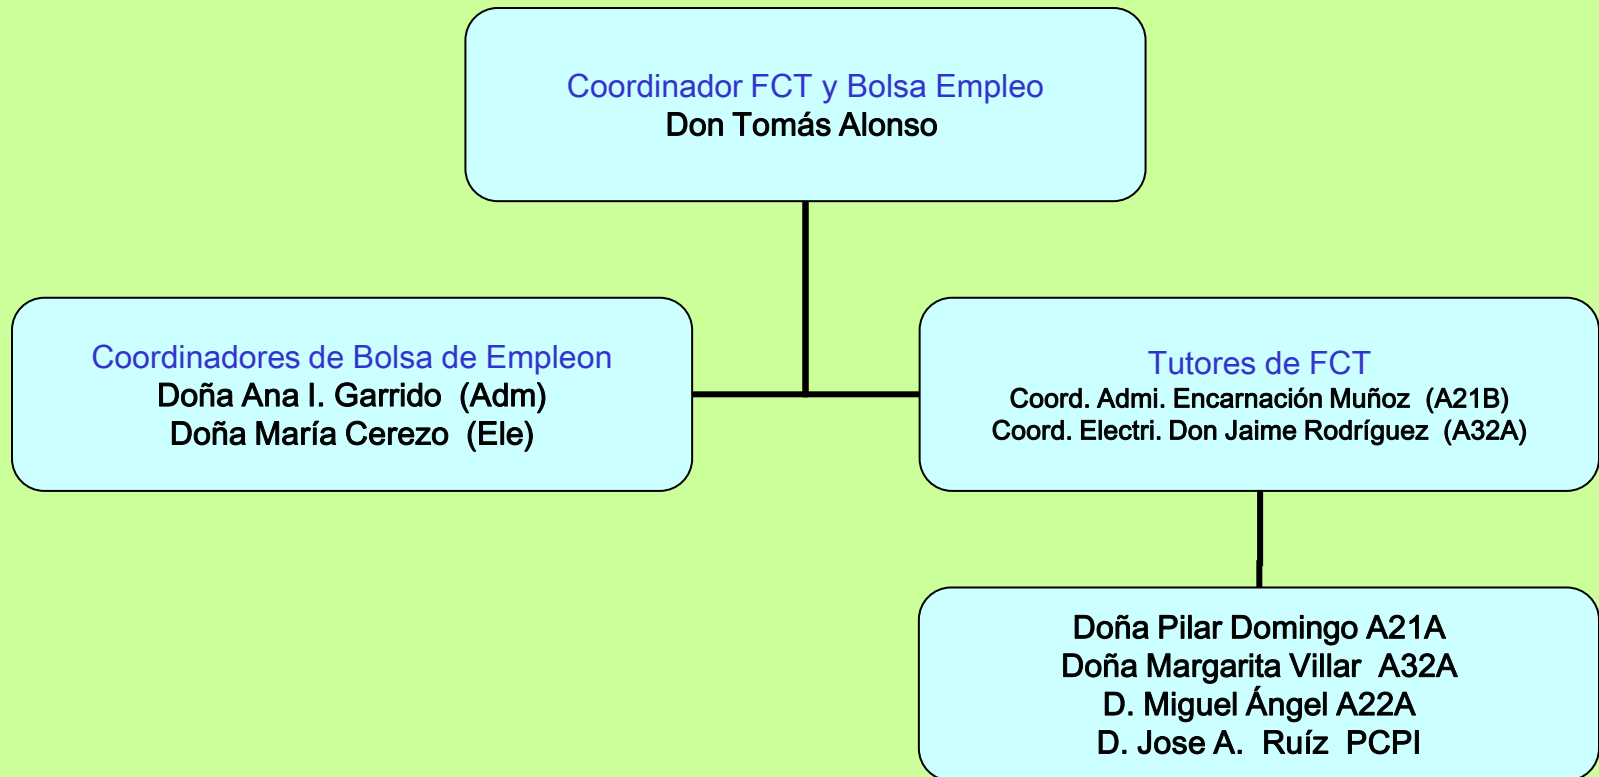 Coordinador FCT y Bolsa Empleo
Don Tomás Alonso
Coordinadores de Bolsa de Empleon
Doña Ana I. Garrido (Adm)
Doña María Cerezo (Ele)
Tutores de FCT
Coord. Admi. Encarnación Muñoz (A21B)
Coord. Electri. Don Jaime Rodríguez (A32A)
Doña Pilar Domingo A21A
Doña Margarita Villar A32A
D. Miguel Ángel A22A
D. Jose A. Ruíz PCPI